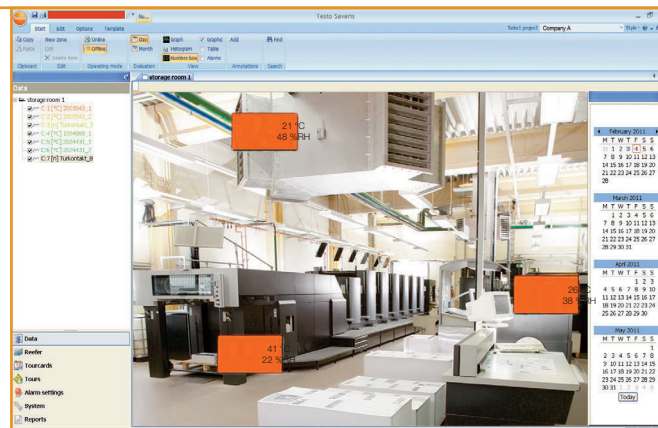 Testo Saveris
Start Edit Options Template
Select project Company A Style
Copy New zone Online Day Graph Graphic Add Find
Paste Edit Offline Month Histogram Table
Delete item Number box Alarms
Clipboard Edit Operating mode Evaluation View Annotations Search
Data
storage room 1
storage room 1
C:1 [°C] 2003943_1
C:7 [n] Türkontakt_8
21 °C
48 %RH
26 °C
38 %RH
41 °C
22 %RH
February 2011
M T W T F S S
31 1 2 3 4 5 6
7 8 9 10 11 12 13
14 15 16 17 18 19 20
21 22 23 24 25 26 27
28
March 2011
M T W T F S S
1 2 3 4 5 6
7 8 9 10 11 12 13
14 15 16 17 18 19 20
21 22 23 24 25 26 27
28 29 30 31
April 2011
M T W T F S S
1 2 3
4 5 6 7 8 9 10
11 12 13 14 15 16 17
18 19 20 21 22 23 24
25 26 27 28 29 30
May 2011
M T W T F S S
1
2 3 4 5 6 7 8
9 10 11 12 13 14 15
16 17 18 19 20 21 22
23 24 25 26 27 28 29
30 31
Today
Data
Reefer
Tourcards
Tours
Alarm settings
System
Reports